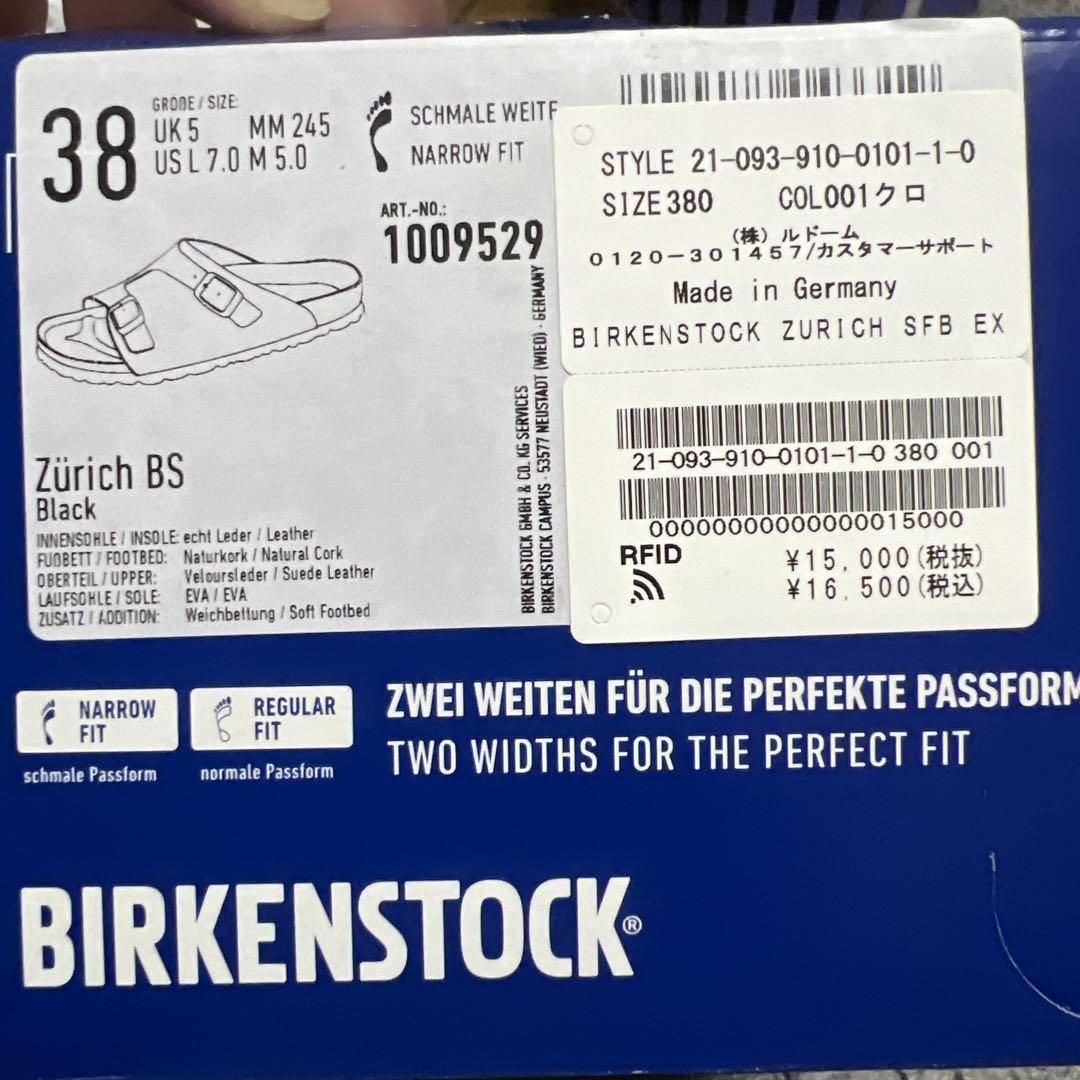 38
GRÖßE / SIZE:
UK 5 MM 245
US L 7.0 M 5.0
SCHMALE WEITE
NARROW FIT
ART.-NO.:
1009529
Zürich BS
Black
INNENSOHLE / INSOLE: echt Leder / Leather
FUßBETT / FOOTBED: Naturkork / Natural Cork
OBERTEIL / UPPER: Veloursleder / Suede Leather
LAUFSOHLE / SOLE: EVA / EVA
ZUSATZ / ADDITION: Weichbettung / Soft Footbed
BIRKENSTOCK GMBH & CO. KG SERVICES
BIRKENSTOCK CAMPUS · 53577 NEUSTADT (WIED) · GERMANY
STYLE 21-093-910-0101-1-0
SIZE 380 COL001クロ
(株)ルドーム
0120-301457/カスタマーサポート
Made in Germany
BIRKENSTOCK ZURICH SFB EX
21-093-910-0101-1-0 380 001
00000000000000015000
RFID
¥15,000(税抜)
¥16,500(税込)
NARROW
FIT
schmale Passform
REGULAR
FIT
normale Passform
ZWEI WEITEN FÜR DIE PERFEKTE PASSFORM
TWO WIDTHS FOR THE PERFECT FIT
BIRKENSTOCK®